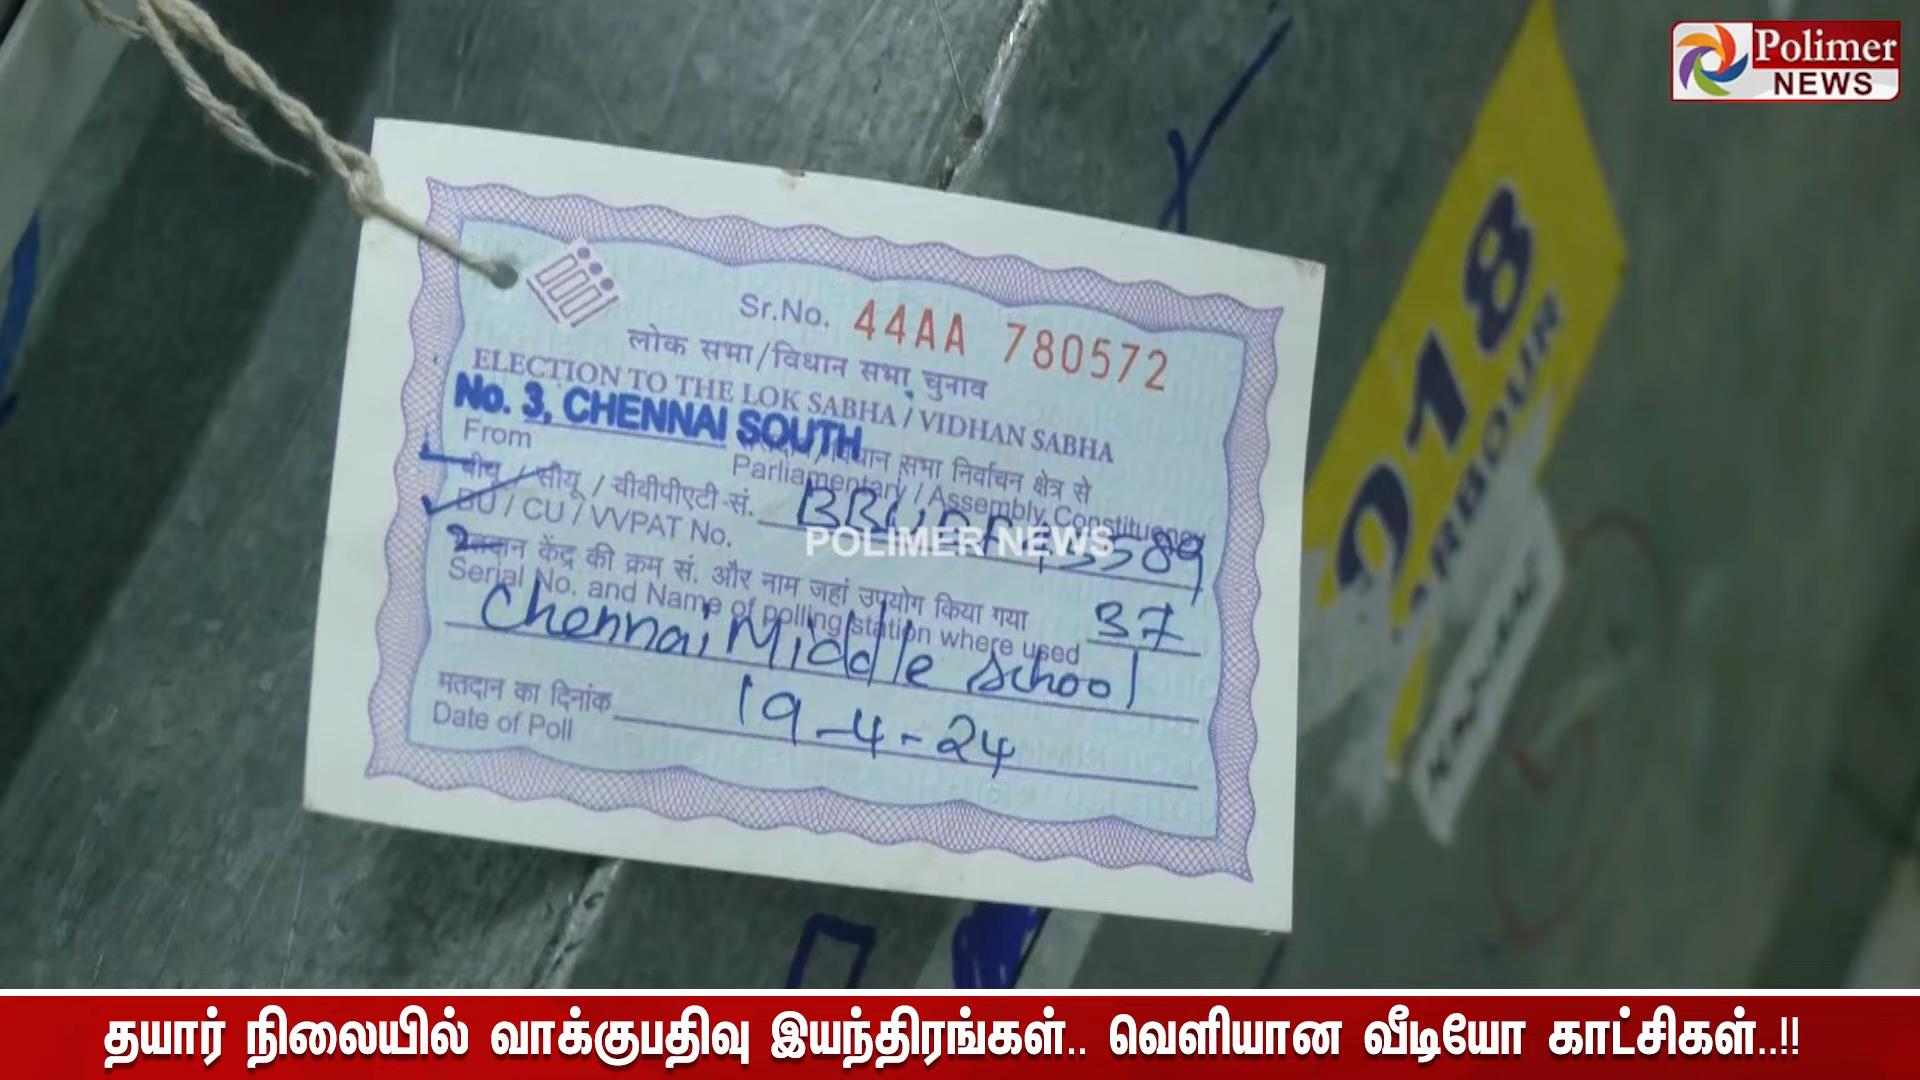 Polimer
NEWS
Sr.No. 44AA 780572
लोक सभा/विधान सभा चुनाव
ELECTION TO THE LOK SABHA / VIDHAN SABHA
No. 3, CHENNAI SOUTH
From
सभा निर्वाचन क्षेत्र से
Parliamentary / Assembly Constituency
बीयू / सीयू / वीवीपीएटी सं.
BU / CU / VVPAT No.
POLIMER NEWS
मतदान केंद्र की क्रम सं. और नाम जहां उपयोग किया गया
Serial No. and Name of polling station where used 37
Chennai Middle School
मतदान का दिनांक
Date of Poll 19-4-24
018
தயார் நிலையில் வாக்குபதிவு இயந்திரங்கள்.. வெளியான வீடியோ காட்சிகள்..!!